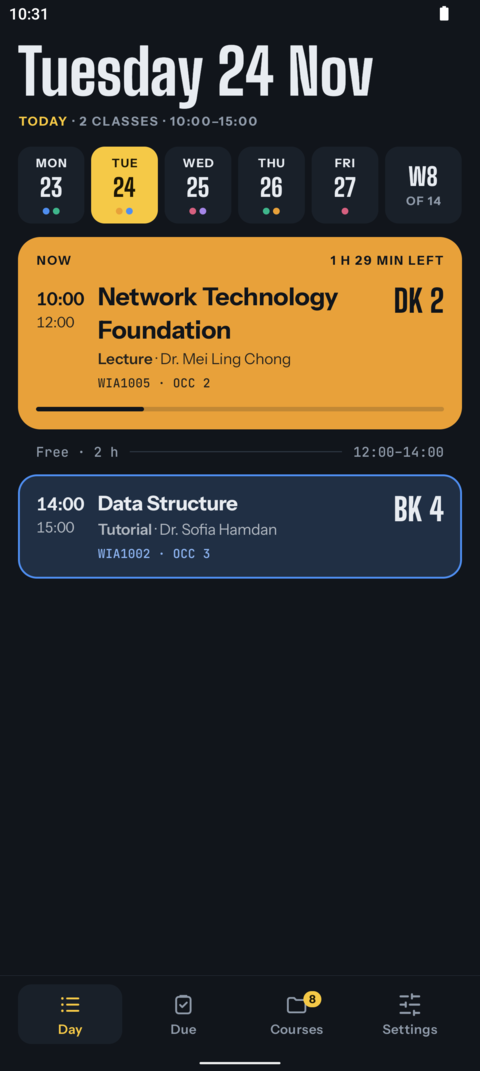 10:31
Tuesday 24 Nov
TODAY · 2 CLASSES · 10:00–15:00
MON TUE WED THU FRI W8
23 24 25 26 27 OF 14
NOW 1 H 29 MIN LEFT
10:00 Network Technology DK 2
12:00 Foundation
Lecture · Dr. Mei Ling Chong
WIA1005 · OCC 2
Free · 2 h 12:00–14:00
14:00 Data Structure BK 4
15:00 Tutorial · Dr. Sofia Hamdan
WIA1002 · OCC 3
8
Day Due Courses Settings